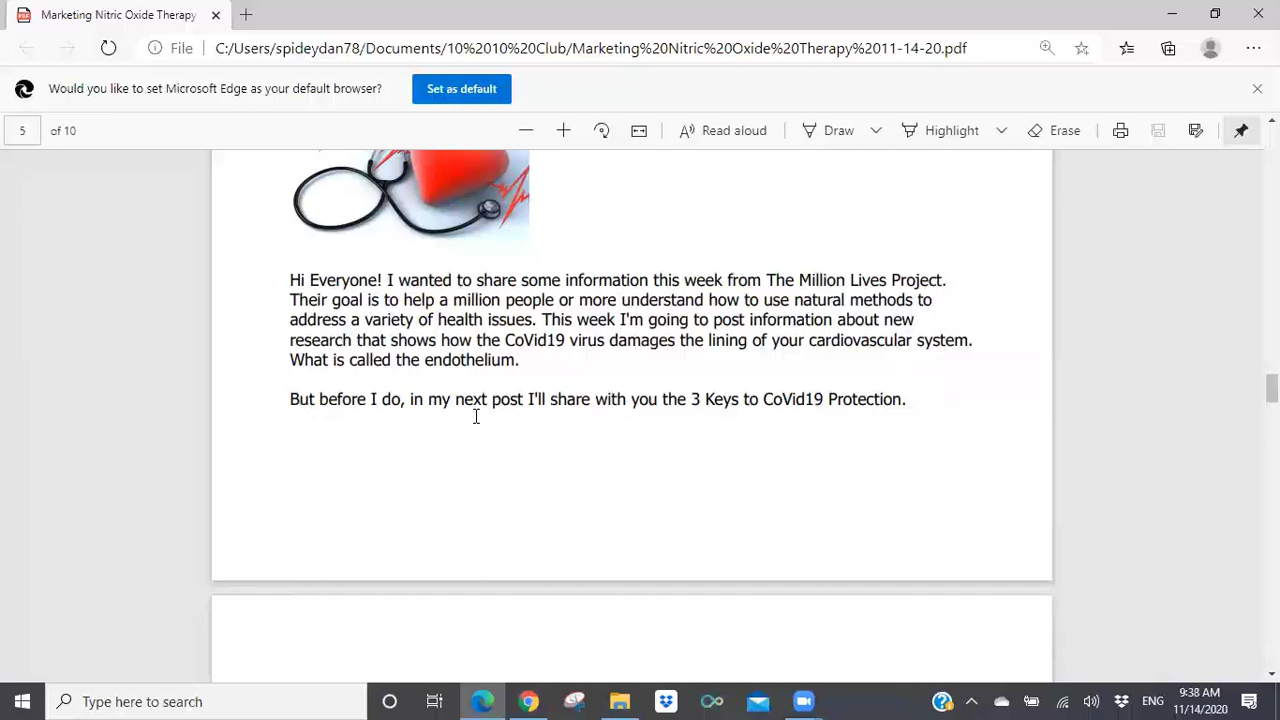 Marketing Nitric Oxide Therapy
File C:/Users/spideydan78/Documents/10%2010%20Club/Marketing%20Nitric%20Oxide%20Therapy%2011-14-20.pdf
Would you like to set Microsoft Edge as your default browser? Set as default
5 of 10 Read aloud Draw Highlight Erase
Hi Everyone! I wanted to share some information this week from The Million Lives Project.
Their goal is to help a million people or more understand how to use natural methods to
address a variety of health issues. This week I'm going to post information about new
research that shows how the CoVid19 virus damages the lining of your cardiovascular system.
What is called the endothelium.
But before I do, in my next post I'll share with you the 3 Keys to CoVid19 Protection.
Type here to search
ENG
9:38 AM
11/14/2020